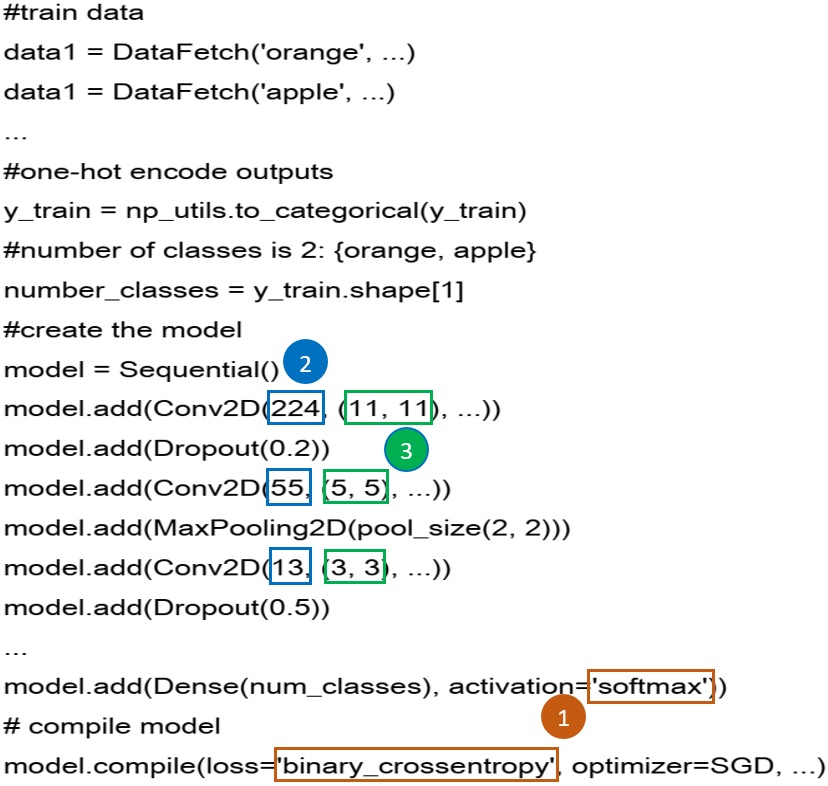 #train data
data1 = DataFetch('orange', ...)
data1 = DataFetch('apple', ...)
...
#one-hot encode outputs
y_train = np_utils.to_categorical(y_train)
#number of classes is 2: {orange, apple}
number_classes = y_train.shape[1]
#create the model
model = Sequential()
2
model.add(Conv2D(224, (11, 11), ...))
model.add(Dropout(0.2))
3
model.add(Conv2D(55, (5, 5), ...))
model.add(MaxPooling2D(pool_size(2, 2)))
model.add(Conv2D(13, (3, 3), ...))
model.add(Dropout(0.5))
...
model.add(Dense(num_classes), activation='softmax'))
1
# compile model
model.compile(loss='binary_crossentropy', optimizer=SGD, ...)